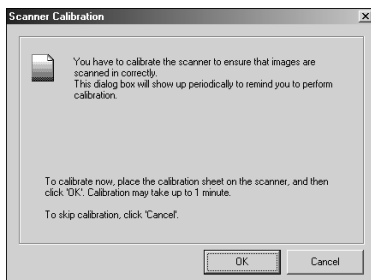 Scanner Calibration
You have to calibrate the scanner to ensure that images are
scanned in correctly.
This dialog box will show up periodically to remind you to perform
calibration.
To calibrate now, place the calibration sheet on the scanner, and then
click 'OK'. Calibration may take up to 1 minute.
To skip calibration, click 'Cancel'.
OK Cancel